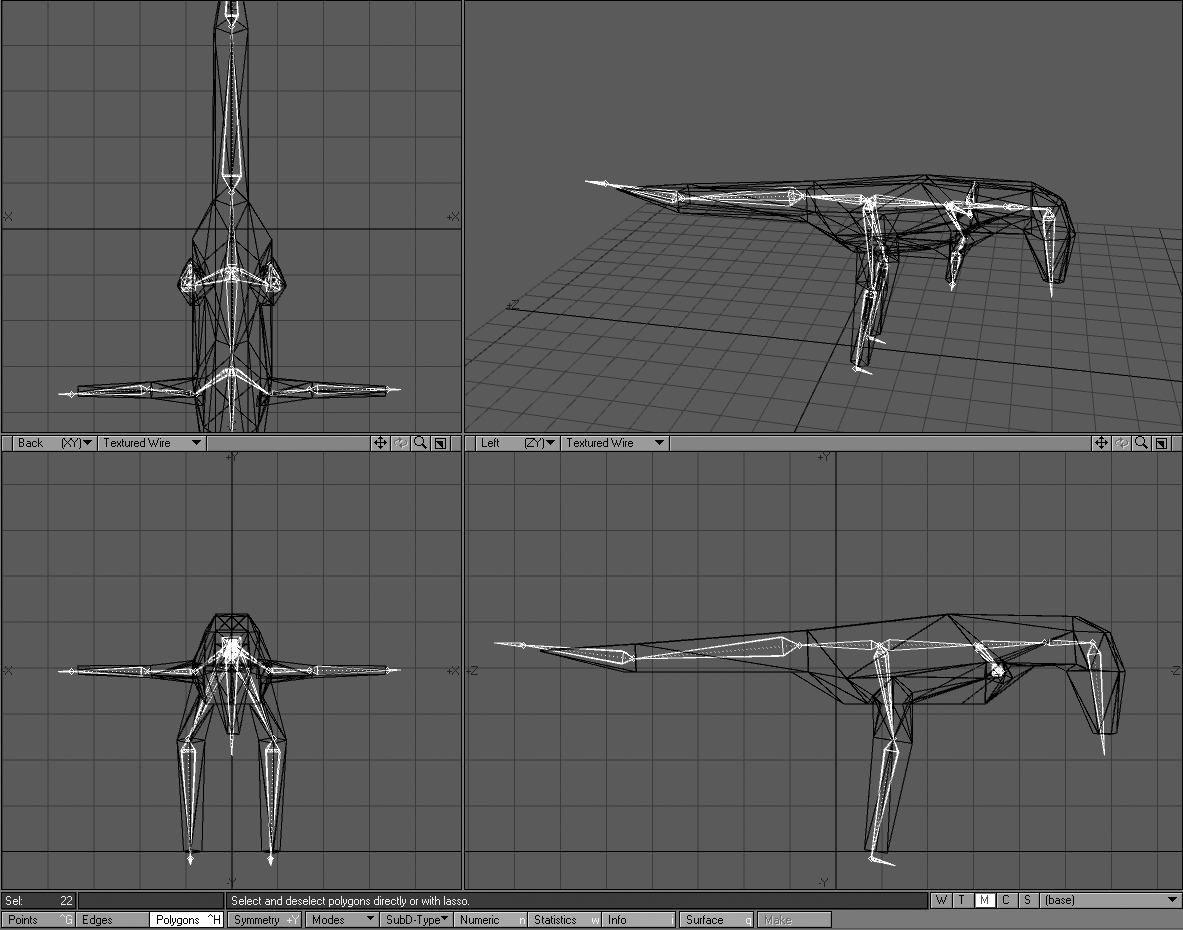 -X +X
+Z
Back (XY) Textured Wire
Left (ZY) Textured Wire
+Y
+Y
-X +X
-Z -Z
-Y
-Y
Sel: 22 Select and deselect polygons directly or with lasso. W T M C S (base)
Points ^G Edges Polygons ^H Symmetry +Y Modes SubD-Type Numeric n Statistics w Info i Surface q Make